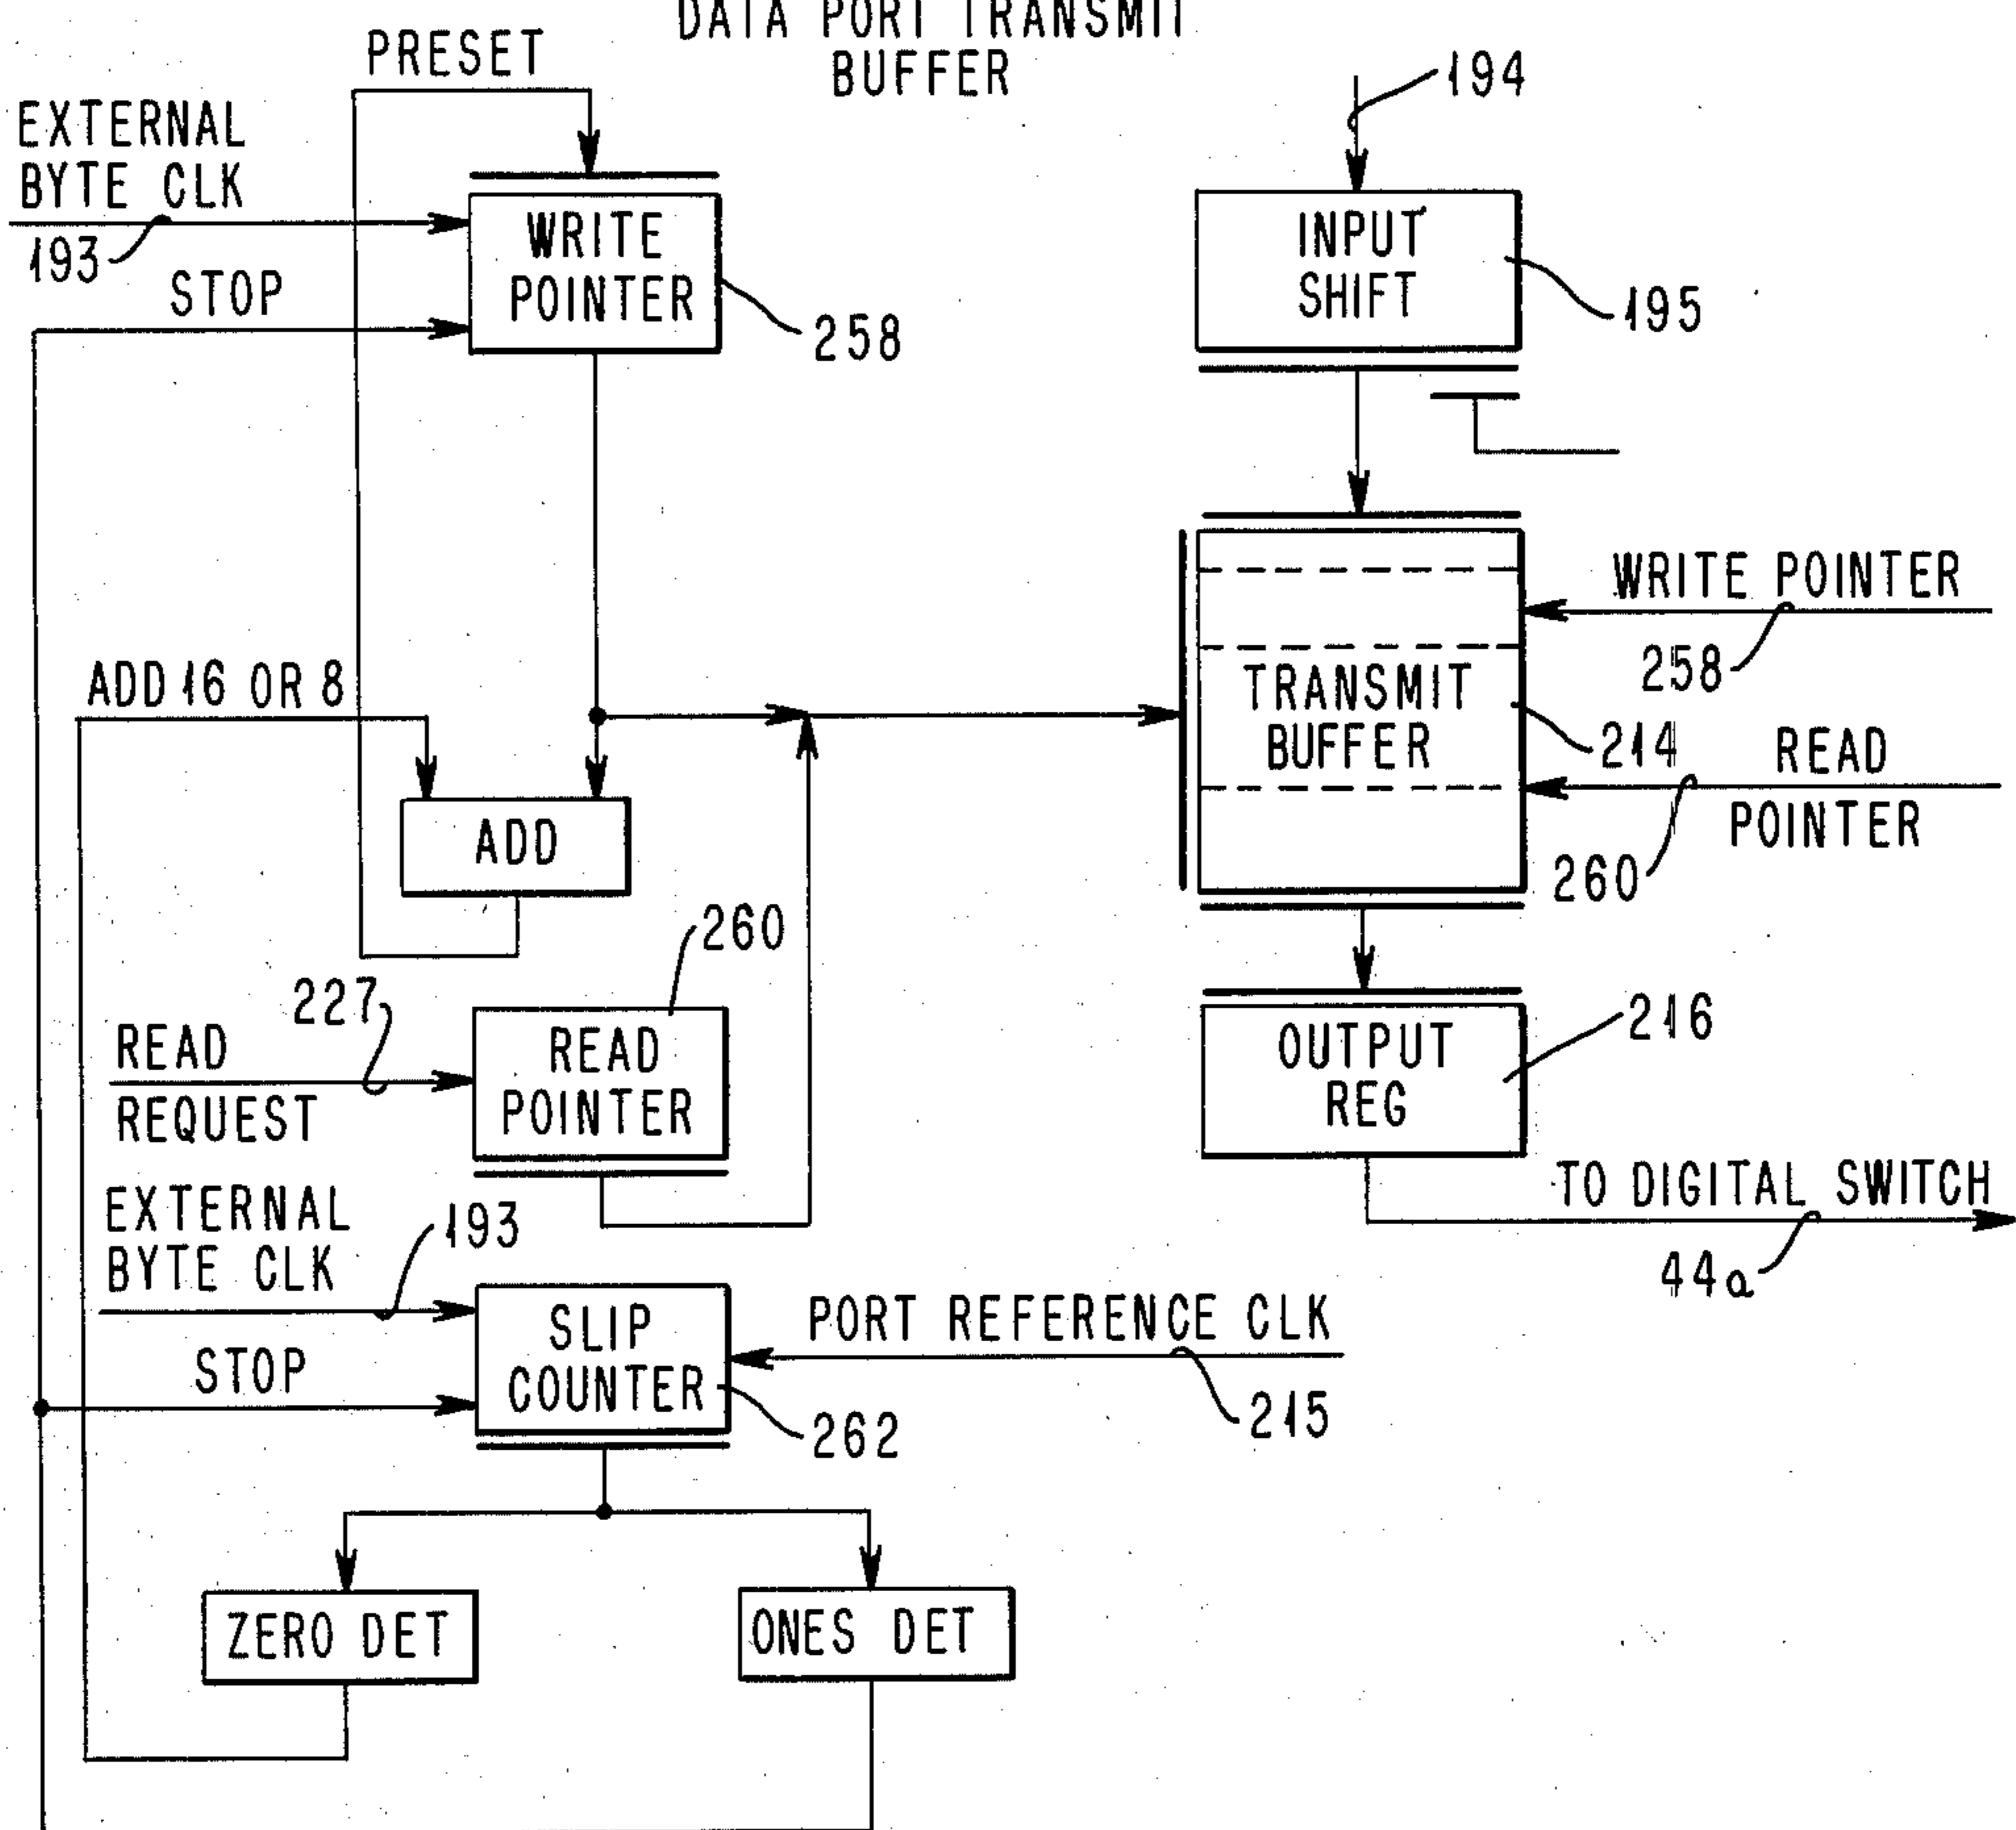 DATA PORT TRANSMIT
BUFFER
PRESET
EXTERNAL
BYTE CLK
193
STOP
WRITE
POINTER
258
194
INPUT
SHIFT
195
WRITE POINTER
258
TRANSMIT
BUFFER
214
READ
POINTER
260
ADD 16 OR 8
ADD
260
227
READ
REQUEST
READ
POINTER
OUTPUT
REG
216
TO DIGITAL SWITCH
44a
EXTERNAL
BYTE CLK
193
STOP
SLIP
COUNTER
262
PORT REFERENCE CLK
215
ZERO DET
ONES DET